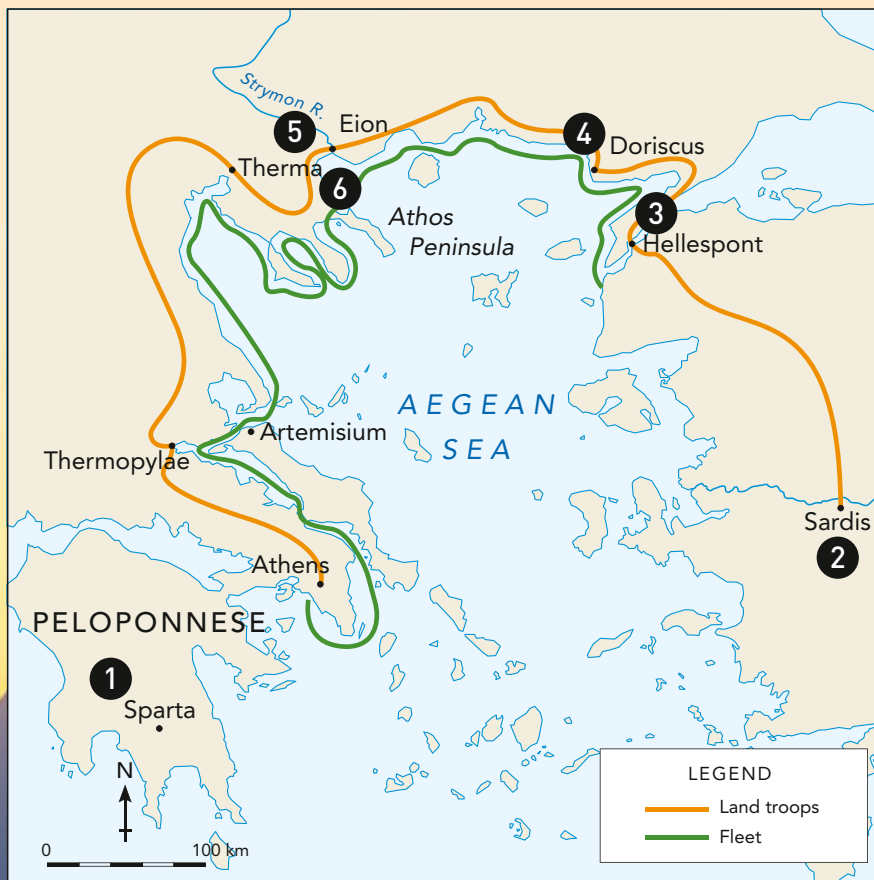 Strymon R.
5
Eion
4
Doriscus
Therma
6
3
Athos
Peninsula
Hellespont
AEGEAN
SEA
Artemisium
Thermopylae
Sardis
2
Athens
PELOPONNESE
1
Sparta
N
0 100 km
LEGEND
Land troops
Fleet